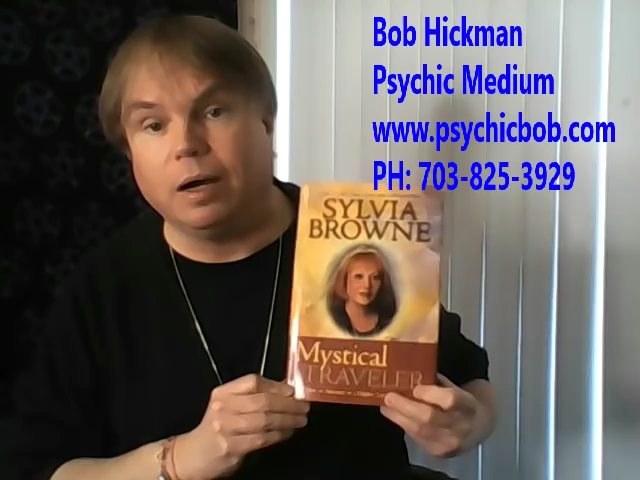 Bob Hickman
Psychic Medium
www.psychicbob.com
PH: 703-825-3929
SYLVIA
BROWNE
Mystical
TRAVELER